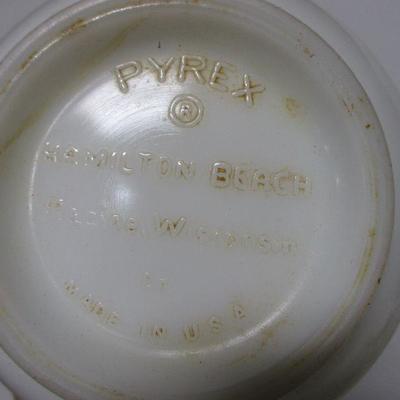 PYREX
®
HAMILTON BEACH
Racine, Wisconsin
MADE IN U.S.A.